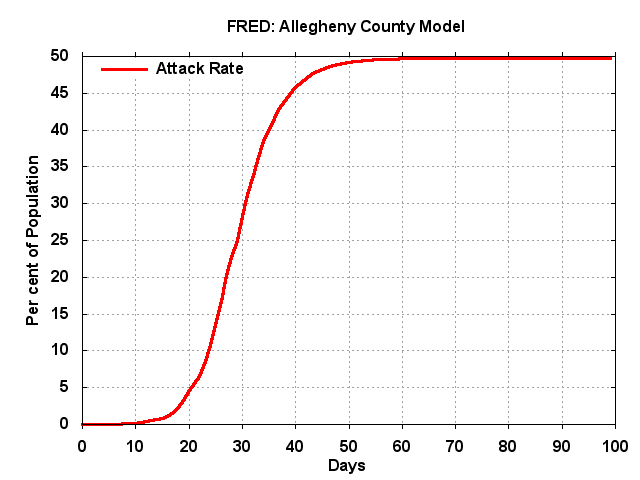 FRED: Allegheny County Model
Attack Rate
Per cent of Population
50
45
40
35
30
25
20
15
10
5
0
0 10 20 30 40 50 60 70 80 90 100
Days